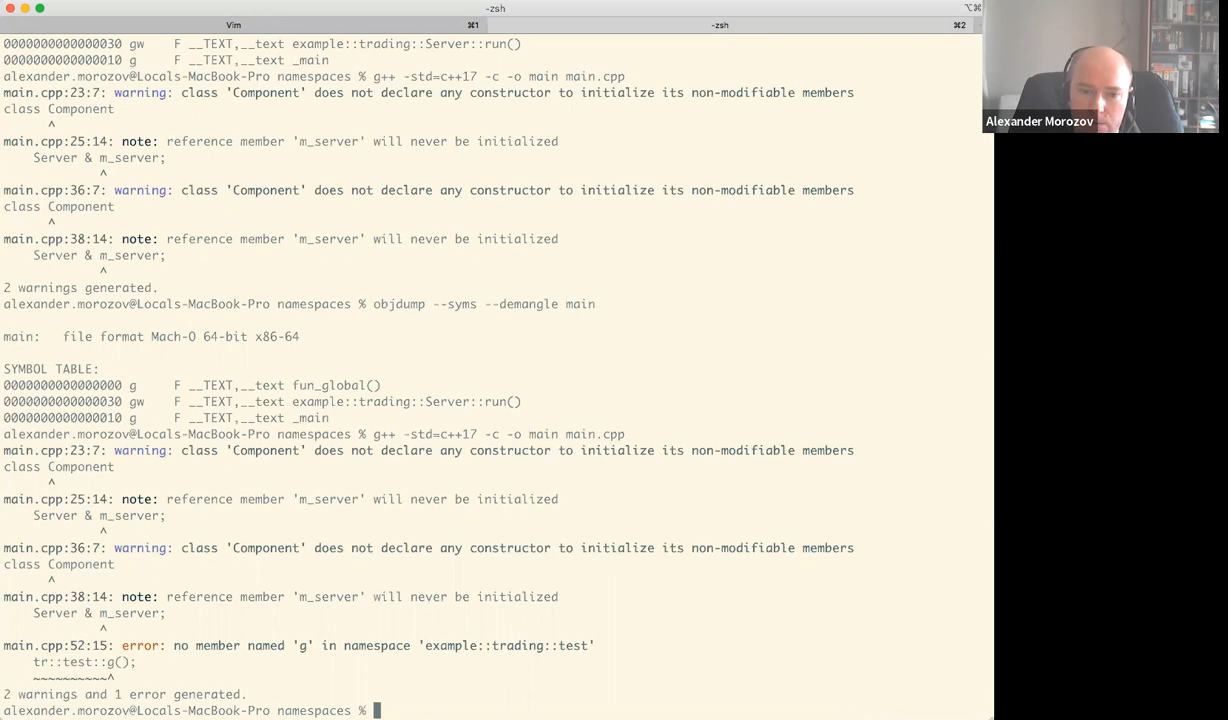 -zsh
⌥⌘
Vim ⌘1 -zsh ⌘2
0000000000000030 gw    F __TEXT,__text example::trading::Server::run()
0000000000000010 g     F __TEXT,__text _main
alexander.morozov@Locals-MacBook-Pro namespaces % g++ -std=c++17 -c -o main main.cpp
main.cpp:23:7: warning: class 'Component' does not declare any constructor to initialize its non-modifiable members
class Component
      ^
main.cpp:25:14: note: reference member 'm_server' will never be initialized
    Server & m_server;
             ^
main.cpp:36:7: warning: class 'Component' does not declare any constructor to initialize its non-modifiable members
class Component
      ^
main.cpp:38:14: note: reference member 'm_server' will never be initialized
    Server & m_server;
             ^
2 warnings generated.
alexander.morozov@Locals-MacBook-Pro namespaces % objdump --syms --demangle main
main:   file format Mach-O 64-bit x86-64
SYMBOL TABLE:
0000000000000000 g     F __TEXT,__text fun_global()
0000000000000030 gw    F __TEXT,__text example::trading::Server::run()
0000000000000010 g     F __TEXT,__text _main
alexander.morozov@Locals-MacBook-Pro namespaces % g++ -std=c++17 -c -o main main.cpp
main.cpp:23:7: warning: class 'Component' does not declare any constructor to initialize its non-modifiable members
class Component
      ^
main.cpp:25:14: note: reference member 'm_server' will never be initialized
    Server & m_server;
             ^
main.cpp:36:7: warning: class 'Component' does not declare any constructor to initialize its non-modifiable members
class Component
      ^
main.cpp:38:14: note: reference member 'm_server' will never be initialized
    Server & m_server;
             ^
main.cpp:52:15: error: no member named 'g' in namespace 'example::trading::test'
    tr::test::g();
    ~~~~~~~~~~^
2 warnings and 1 error generated.
alexander.morozov@Locals-MacBook-Pro namespaces %
Alexander Morozov